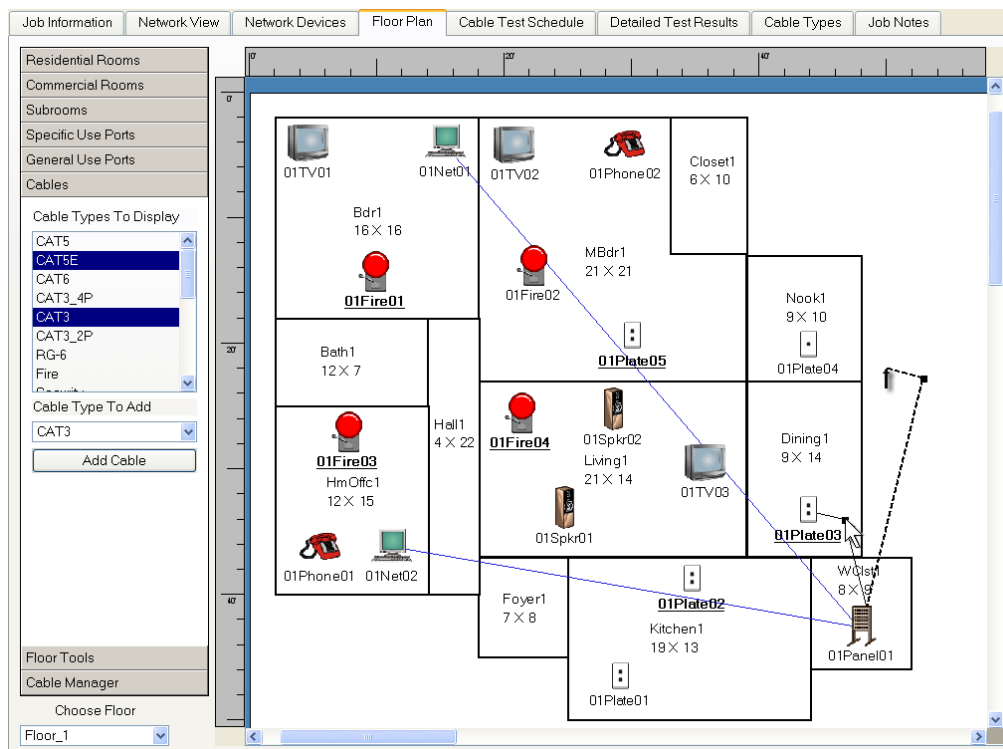 Job Information Network View Network Devices Floor Plan Cable Test Schedule Detailed Test Results Cable Types Job Notes
Residential Rooms
Commercial Rooms
Subrooms
Specific Use Ports
General Use Ports
Cables
Cable Types To Display
CAT5
CAT5E
CAT6
CAT3_4P
CAT3
CAT3_2P
RG-6
Fire
Cable Type To Add
CAT3
Add Cable
Floor Tools
Cable Manager
Choose Floor
Floor_1
0' 20' 40'
0'
20'
40'
01TV01
01Net01
01TV02
01Phone02
Closet1
6 X 10
Bdr1
16 X 16
MBdr1
21 X 21
01Fire01
01Fire02
Nook1
9 X 10
01Plate05
01Plate04
Bath1
12 X 7
Hall1
4 X 22
01Fire03
HmOffc1
12 X 15
01Fire04
01Spkr02
Living1
21 X 14
01TV03
Dining1
9 X 14
01Spkr01
01Plate03
01Phone01
01Net02
Foyer1
7 X 8
01Plate02
Kitchen1
19 X 13
01Plate01
WClst1
8 X 9
01Panel01